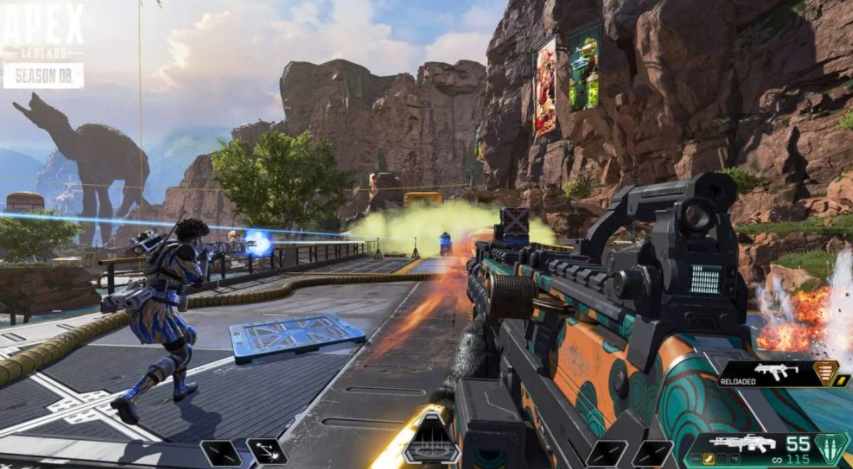 APEX
LEGENDS
SEASON 08
RELOADED
55
115